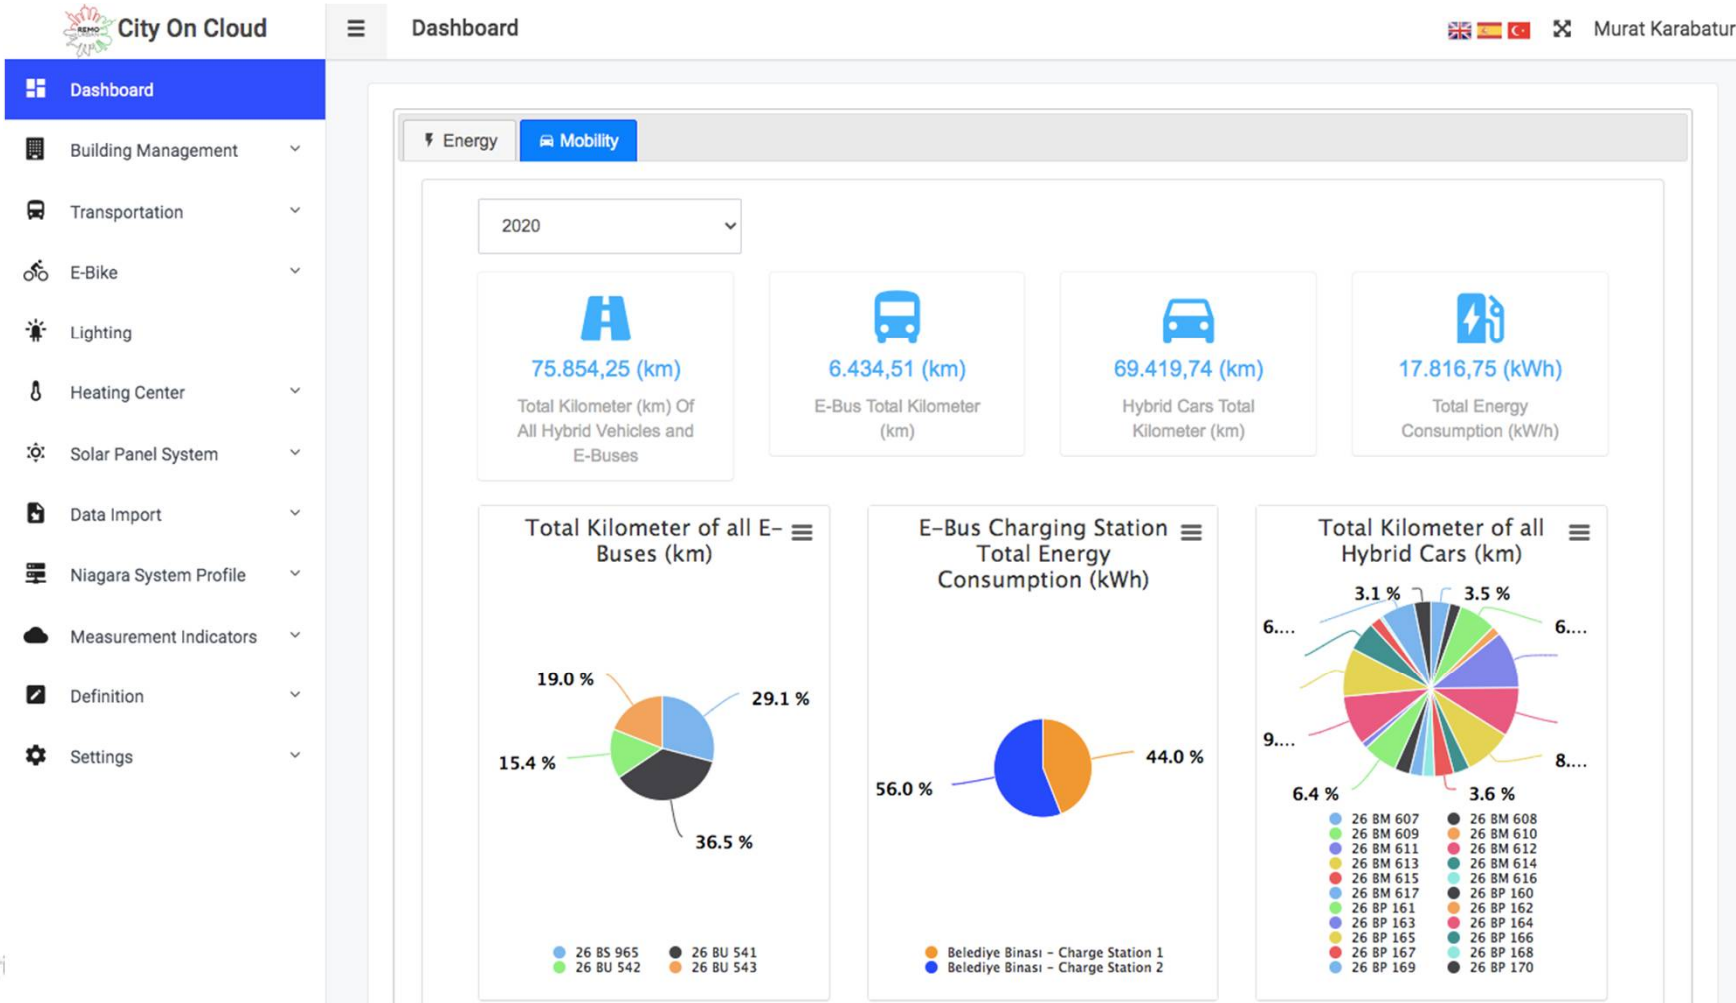 REMO
City On Cloud
Dashboard
Murat Karabatur
Dashboard
Building Management
Transportation
E-Bike
Lighting
Heating Center
Solar Panel System
Data Import
Niagara System Profile
Measurement Indicators
Definition
Settings
Energy
Mobility
2020
75.854,25 (km)
Total Kilometer (km) Of
All Hybrid Vehicles and
E-Buses
6.434,51 (km)
E-Bus Total Kilometer
(km)
69.419,74 (km)
Hybrid Cars Total
Kilometer (km)
17.816,75 (kWh)
Total Energy
Consumption (kW/h)
Total Kilometer of all E-
Buses (km)
19.0 %
29.1 %
15.4 %
36.5 %
26 BS 965
26 BU 541
26 BU 542
26 BU 543
E-Bus Charging Station
Total Energy
Consumption (kWh)
44.0 %
56.0 %
Belediye Binası - Charge Station 1
Belediye Binası - Charge Station 2
Total Kilometer of all
Hybrid Cars (km)
3.1 %
3.5 %
6....
6....
9....
8....
6.4 %
3.6 %
26 BM 607
26 BM 608
26 BM 609
26 BM 610
26 BM 611
26 BM 612
26 BM 613
26 BM 614
26 BM 615
26 BM 616
26 BM 617
26 BP 160
26 BP 161
26 BP 162
26 BP 163
26 BP 164
26 BP 165
26 BP 166
26 BP 167
26 BP 168
26 BP 169
26 BP 170